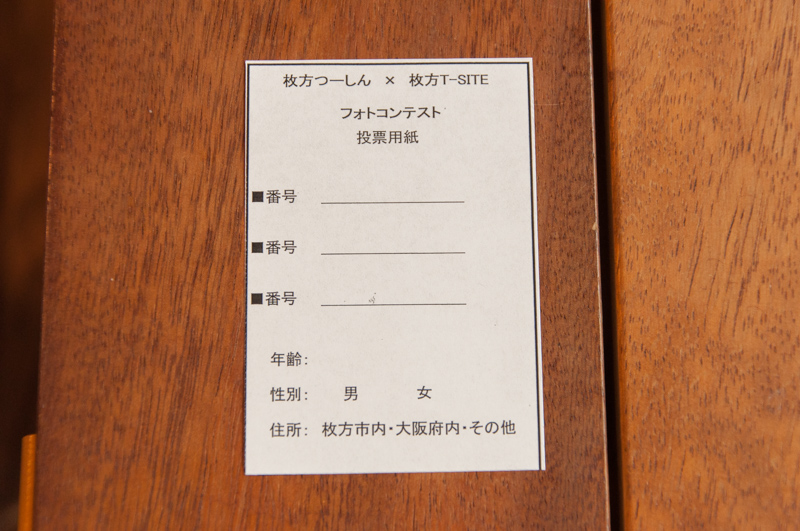 枚方つーしん × 枚方T-SITE
フォトコンテスト
投票用紙
■番号
■番号
■番号
年齢:
性別: 男 女
住所: 枚方市内・大阪府内・その他